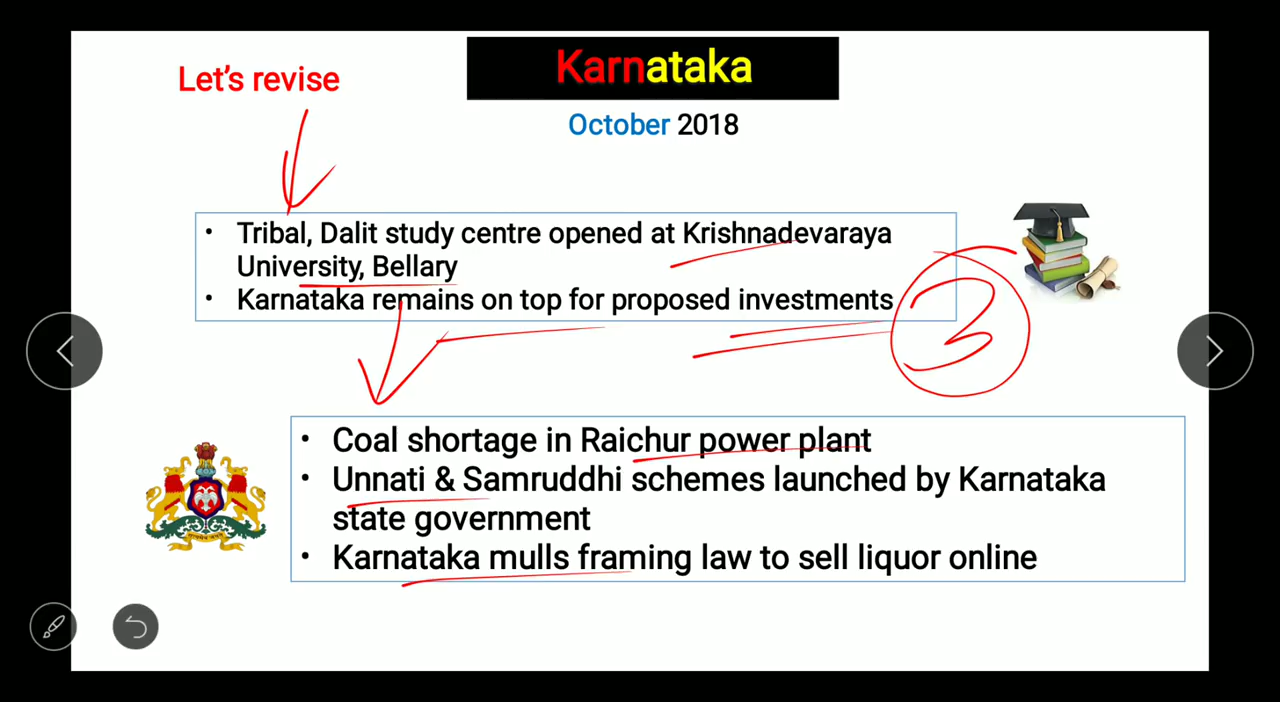 Let's revise
Karnataka
October 2018
• Tribal, Dalit study centre opened at Krishnadevaraya
University, Bellary
• Karnataka remains on top for proposed investments
3
• Coal shortage in Raichur power plant
• Unnati & Samruddhi schemes launched by Karnataka
state government
• Karnataka mulls framing law to sell liquor online